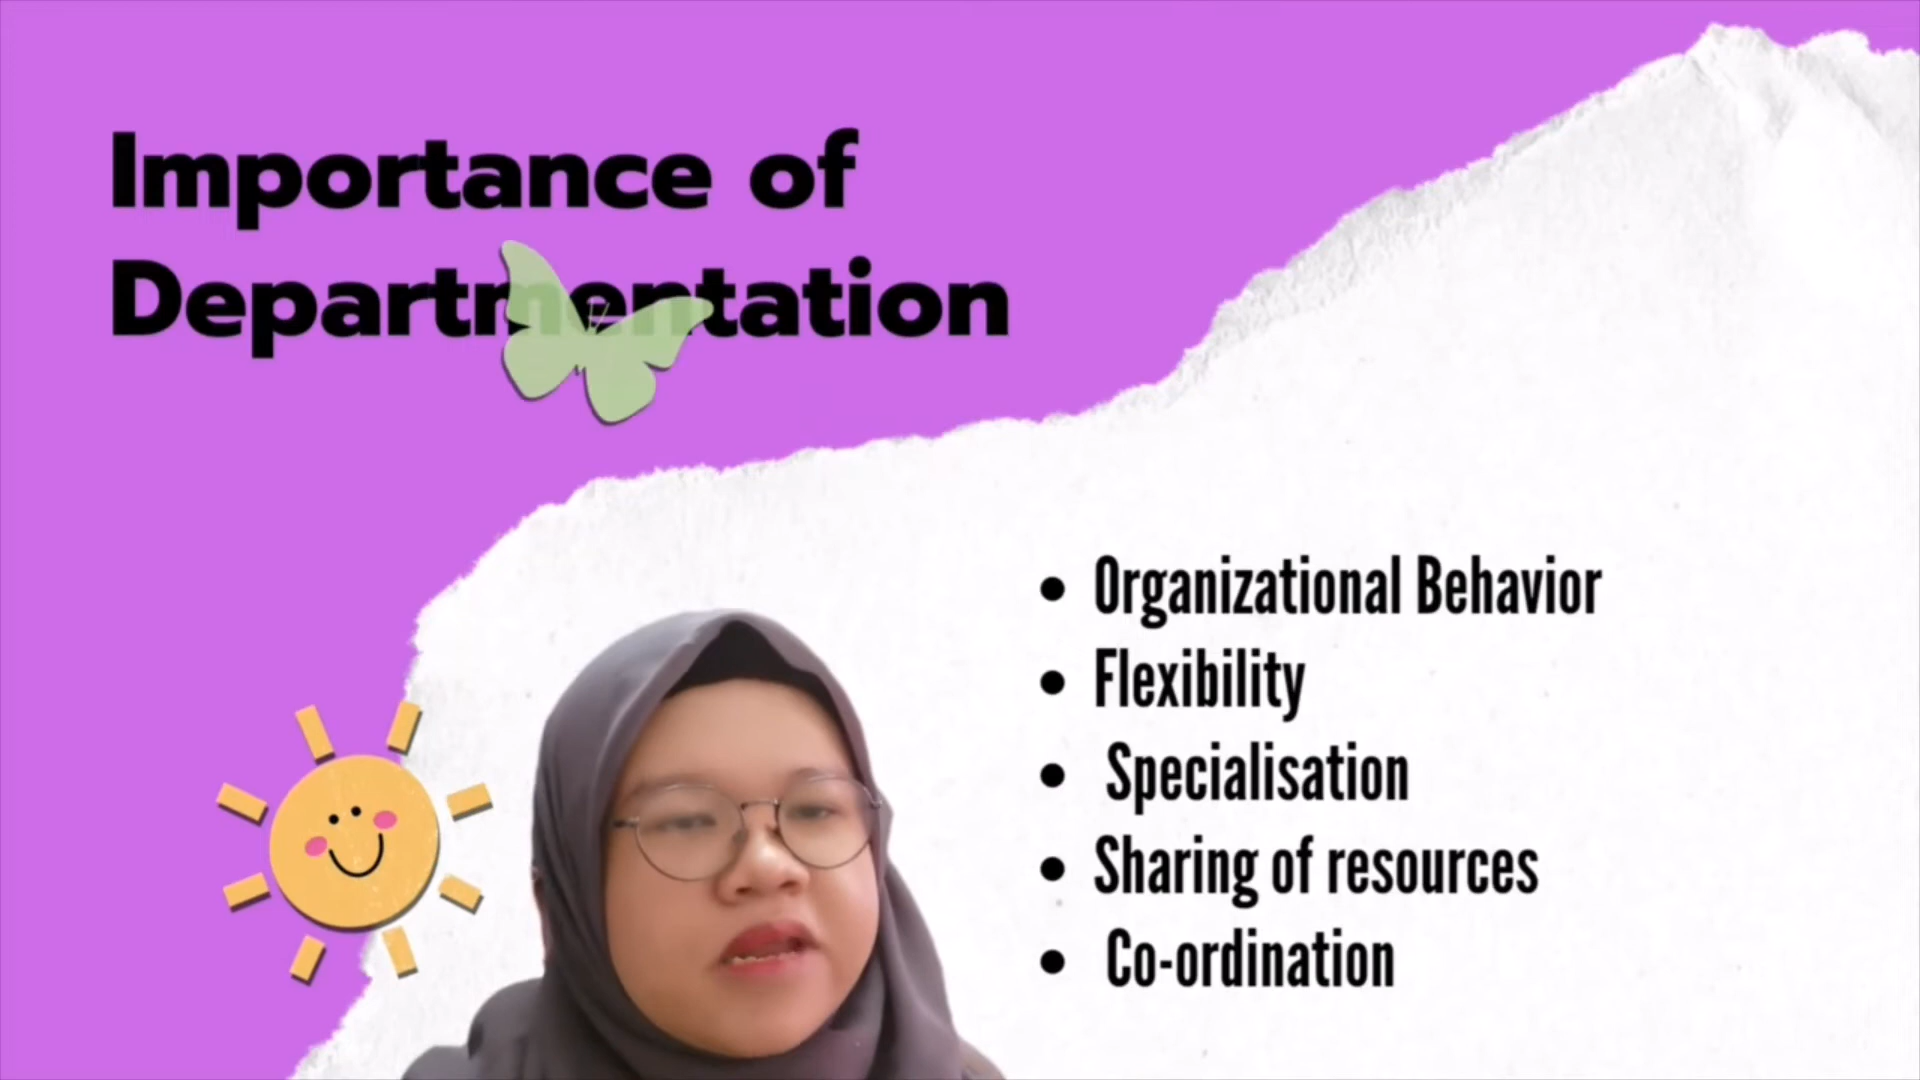 Importance of
Departmentation
• Organizational Behavior
• Flexibility
• Specialisation
• Sharing of resources
• Co-ordination